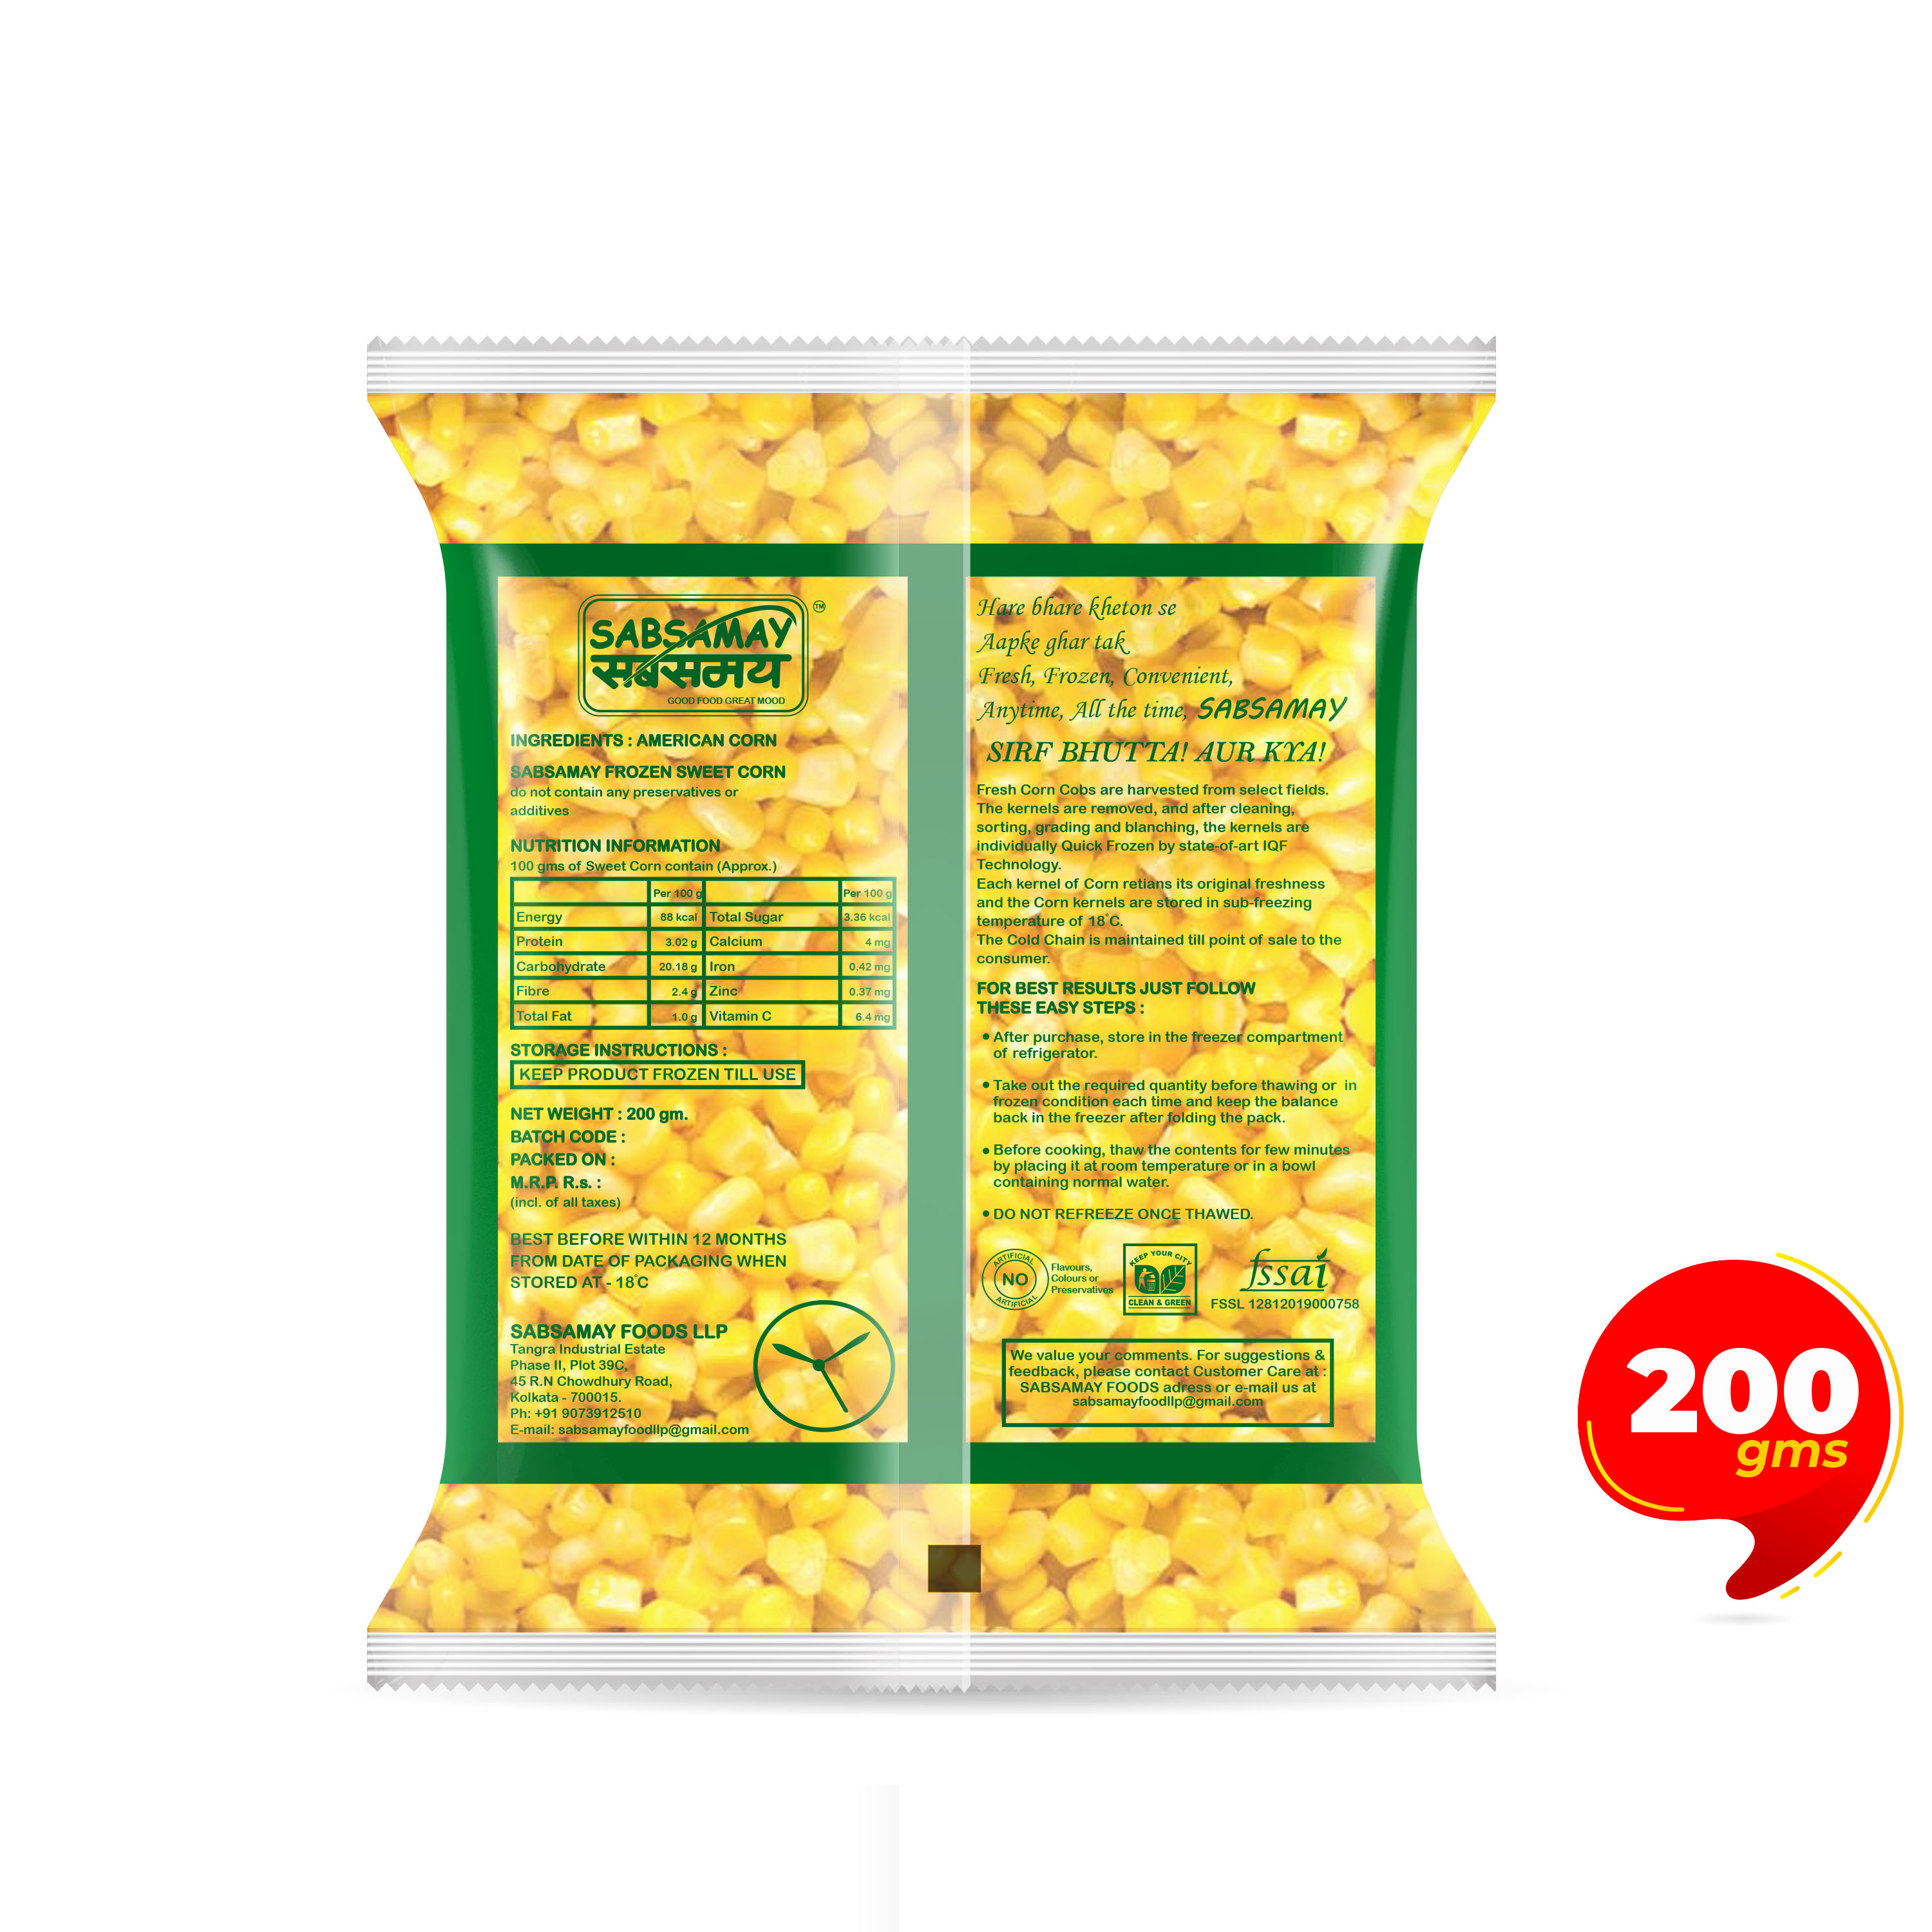 SABSAMAY
TM
सबसमय
GOOD FOOD GREAT MOOD
INGREDIENTS : AMERICAN CORN
SABSAMAY FROZEN SWEET CORN
do not contain any preservatives or
additives
NUTRITION INFORMATION
100 gms of Sweet Corn contain (Approx.)
Per 100 g Per 100 g
Energy 88 kcal Total Sugar 3.36 kcal
Protein 3.02 g Calcium 4 mg
Carbohydrate 20.18 g Iron 0.42 mg
Fibre 2.4 g Zinc 0.37 mg
Total Fat 1.0 g Vitamin C 6.4 mg
STORAGE INSTRUCTIONS :
KEEP PRODUCT FROZEN TILL USE
NET WEIGHT : 200 gm.
BATCH CODE :
PACKED ON :
M.R.P. R.s. :
(incl. of all taxes)
BEST BEFORE WITHIN 12 MONTHS
FROM DATE OF PACKAGING WHEN
STORED AT - 18°C
SABSAMAY FOODS LLP
Tangra Industrial Estate
Phase II, Plot 39C,
45 R.N Chowdhury Road,
Kolkata - 700015.
Ph: +91 9073912510
E-mail: sabsamayfoodllp@gmail.com
Hare bhare kheton se
Aapke ghar tak
Fresh, Frozen, Convenient,
Anytime, All the time, SABSAMAY
SIRF BHUTTA! AUR KYA!
Fresh Corn Cobs are harvested from select fields.
The kernels are removed, and after cleaning,
sorting, grading and blanching, the kernels are
individually Quick Frozen by state-of-art IQF
Technology.
Each kernel of Corn retians its original freshness
and the Corn kernels are stored in sub-freezing
temperature of 18°C.
The Cold Chain is maintained till point of sale to the
consumer.
FOR BEST RESULTS JUST FOLLOW
THESE EASY STEPS :
• After purchase, store in the freezer compartment
of refrigerator.
• Take out the required quantity before thawing or in
frozen condition each time and keep the balance
back in the freezer after folding the pack.
• Before cooking, thaw the contents for few minutes
by placing it at room temperature or in a bowl
containing normal water.
• DO NOT REFREEZE ONCE THAWED.
ARTIFICIAL
NO
ARTIFICIAL
Flavours,
Colours or
Preservatives
KEEP YOUR CITY
CLEAN & GREEN
fssai
FSSL 12812019000758
We value your comments. For suggestions &
feedback, please contact Customer Care at :
SABSAMAY FOODS adress or e-mail us at
sabsamayfoodllp@gmail.com
200
gms